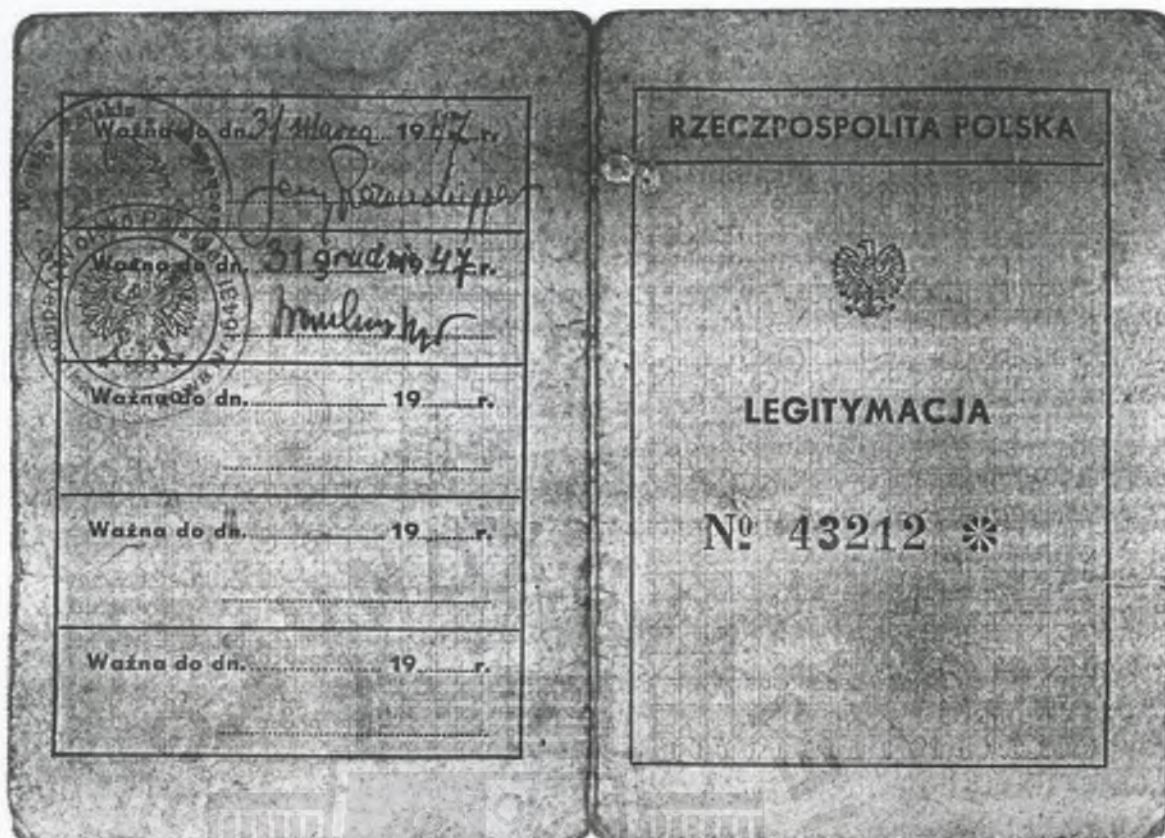 Ważna do dn. 31 marca 1947 r.
Ważna do dn. 31 grudnia 47 r.
Ważna do dn. 19 r.
Ważna do dn. 19 r.
Ważna do dn. 19 r.
RZECZPOSPOLITA POLSKA
LEGITYMACJA
Nº 43212